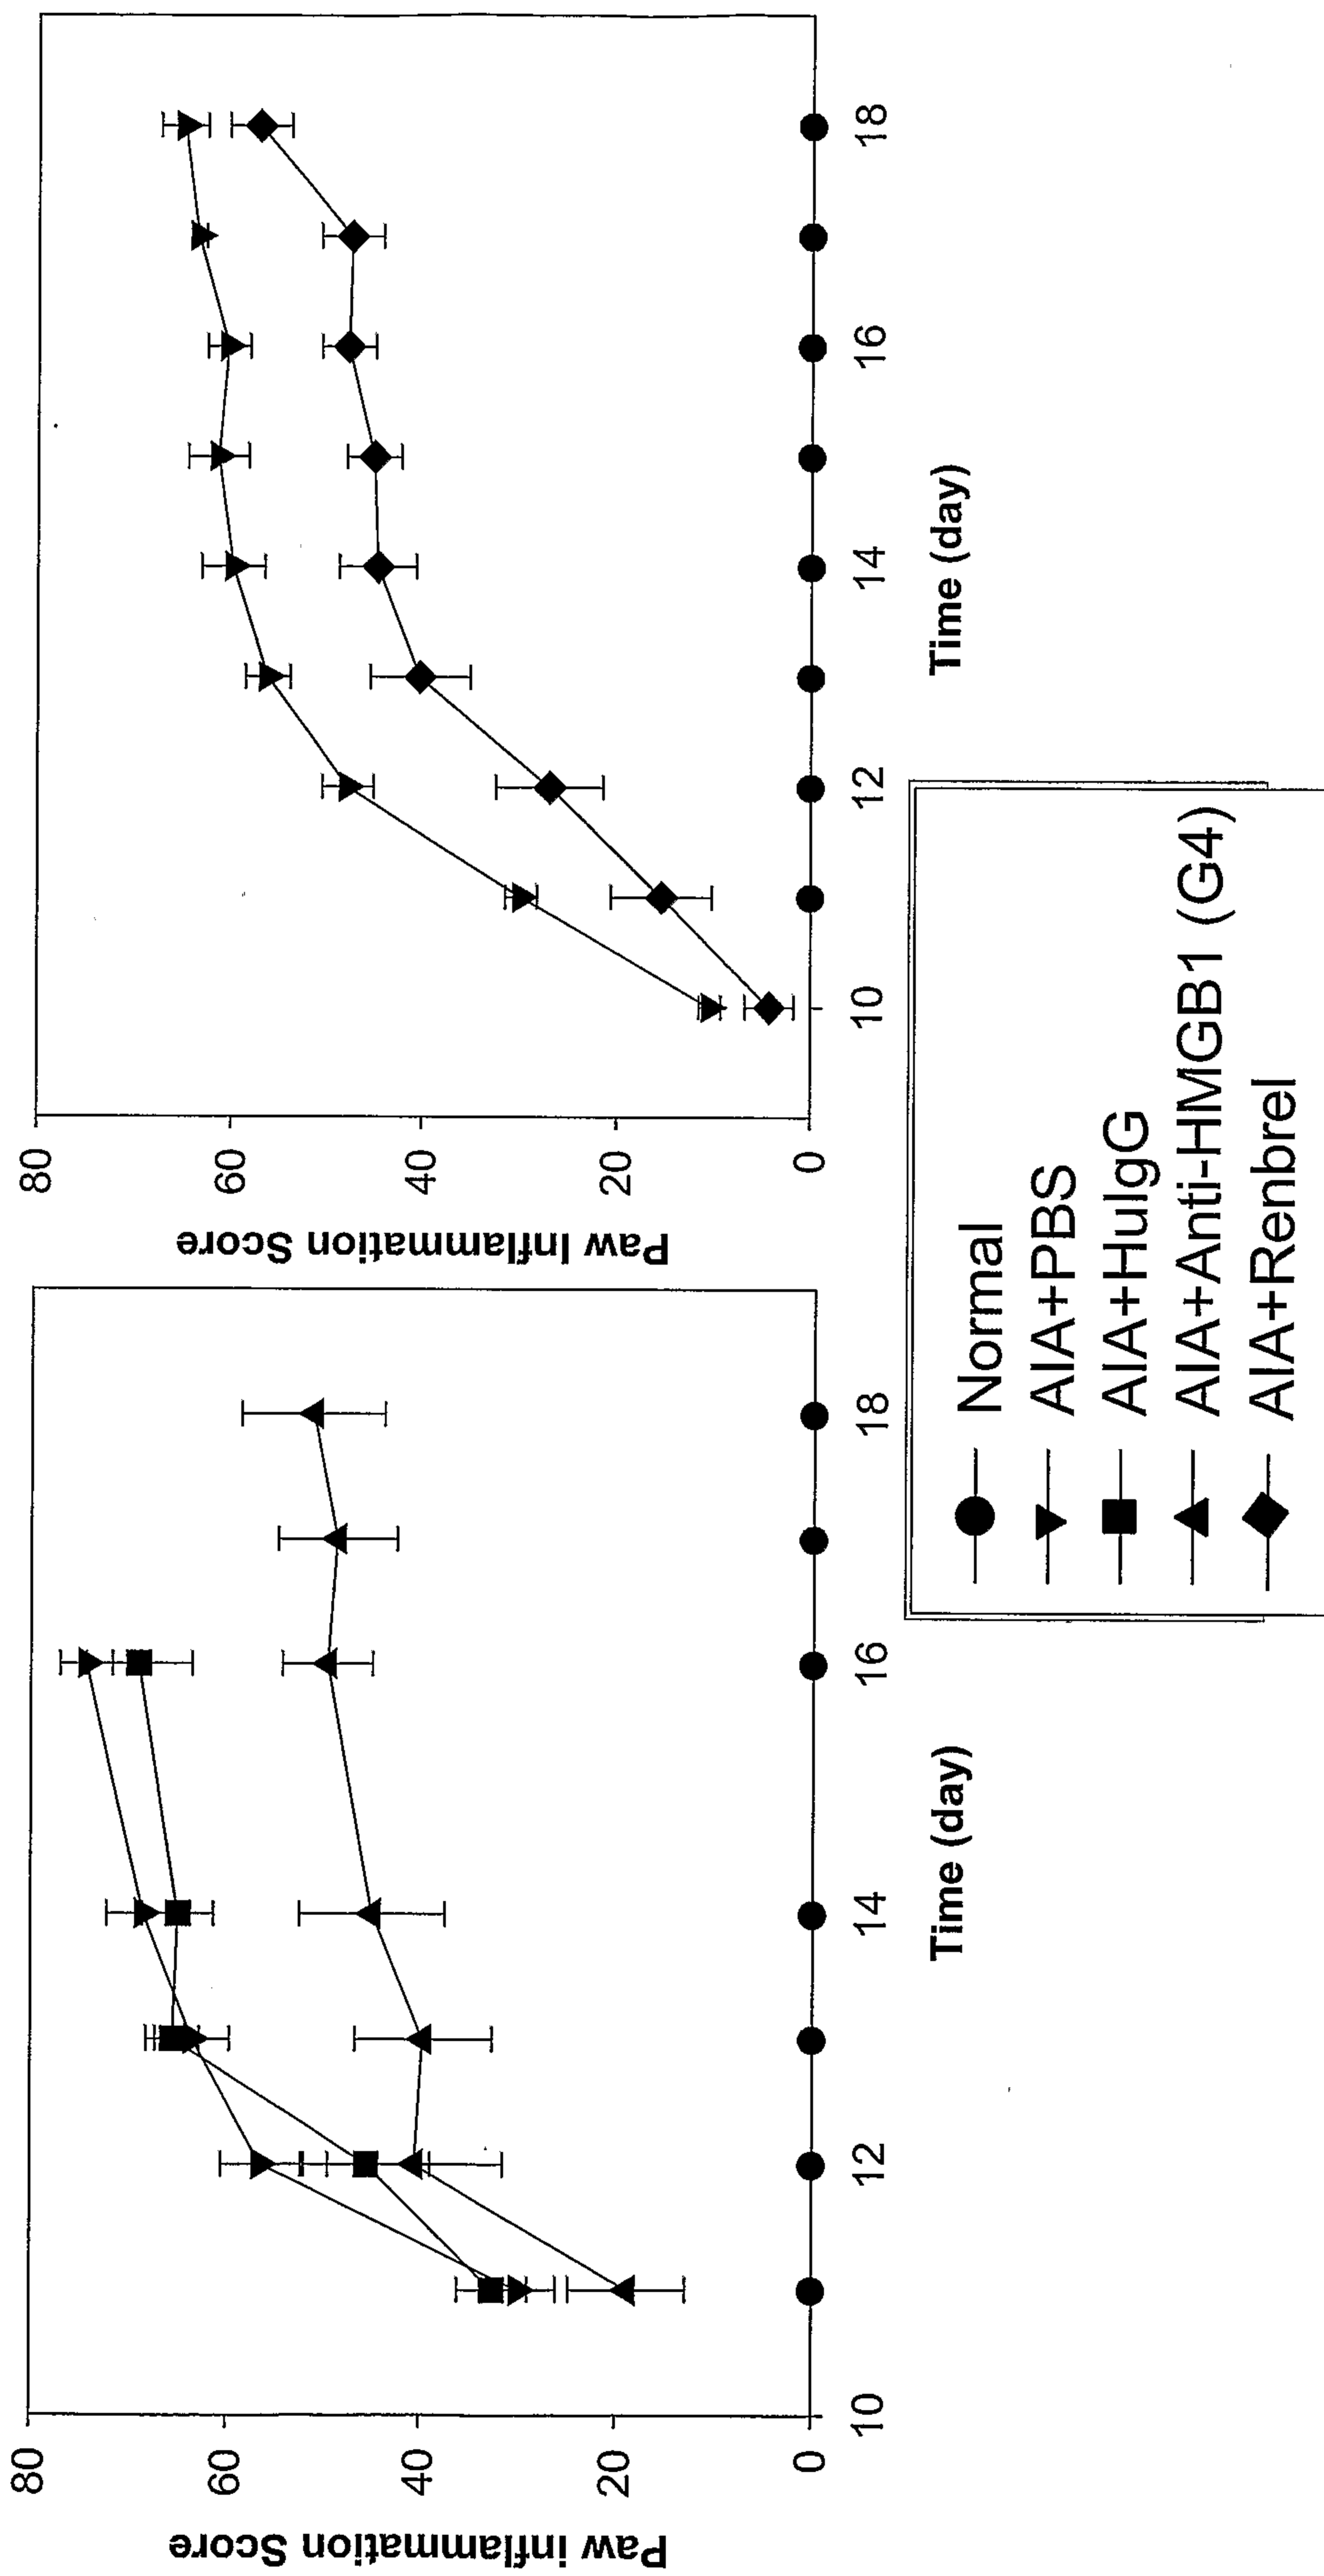 Paw inflammation Score
80
60
40
20
0
10
12
14
16
18
Time (day)
Paw Inflammation Score
80
60
40
20
0
10
12
14
16
18
Time (day)
Normal
AIA+PBS
AIA+HuIgG
AIA+Anti-HMGB1 (G4)
AIA+Renbrel